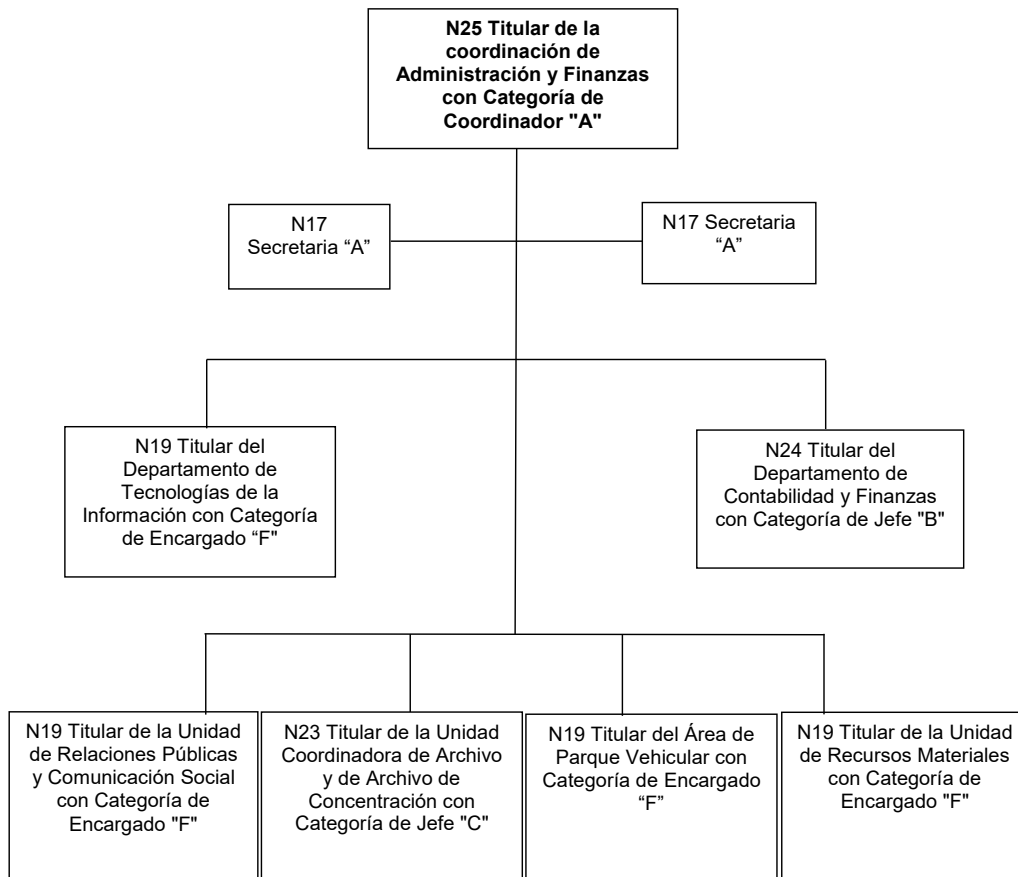 N25 Titular de la
coordinación de
Administración y Finanzas
con Categoría de
Coordinador "A"
N17
Secretaria “A”
N17 Secretaria
“A”
N19 Titular del
Departamento de
Tecnologías de la
Información con Categoría
de Encargado “F"
N24 Titular del
Departamento de
Contabilidad y Finanzas
con Categoría de Jefe "B"
N19 Titular de la Unidad
de Relaciones Públicas
y Comunicación Social
con Categoría de
Encargado "F"
N23 Titular de la Unidad
Coordinadora de Archivo
y de Archivo de
Concentración con
Categoría de Jefe "C"
N19 Titular del Área de
Parque Vehicular con
Categoría de Encargado
“F”
N19 Titular de la Unidad
de Recursos Materiales
con Categoría de
Encargado "F"